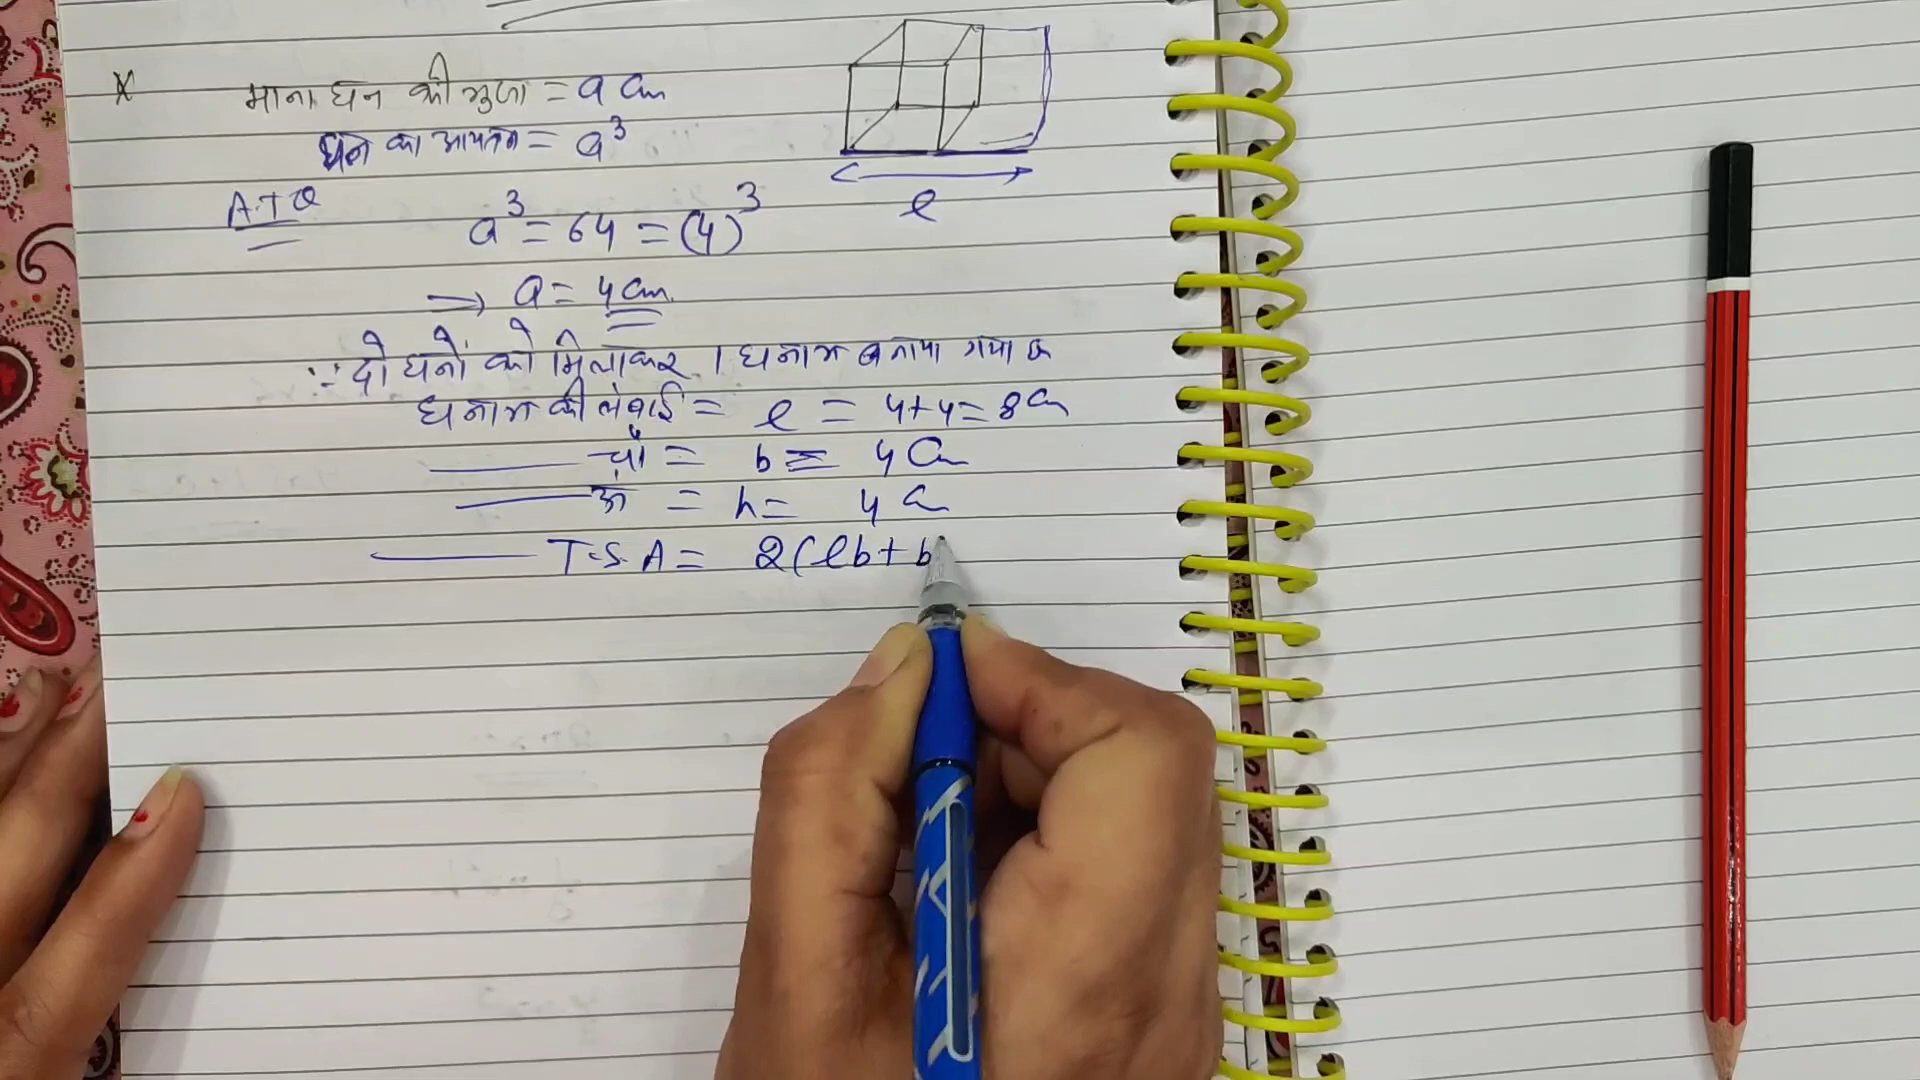 माना घन की भुजा = a cm
घन का आयतन = a³
A.T.Q
a³ = 64 = (4)³
→ a = 4 cm
l
∵ दो घनों को मिलाकर 1 घनाभ बनाया गया
घनाभ की लंबाई = l = 4+4 = 8 cm
चौ = b = 4 cm
ऊं = h = 4 cm
T.S.A = 2(lb + b